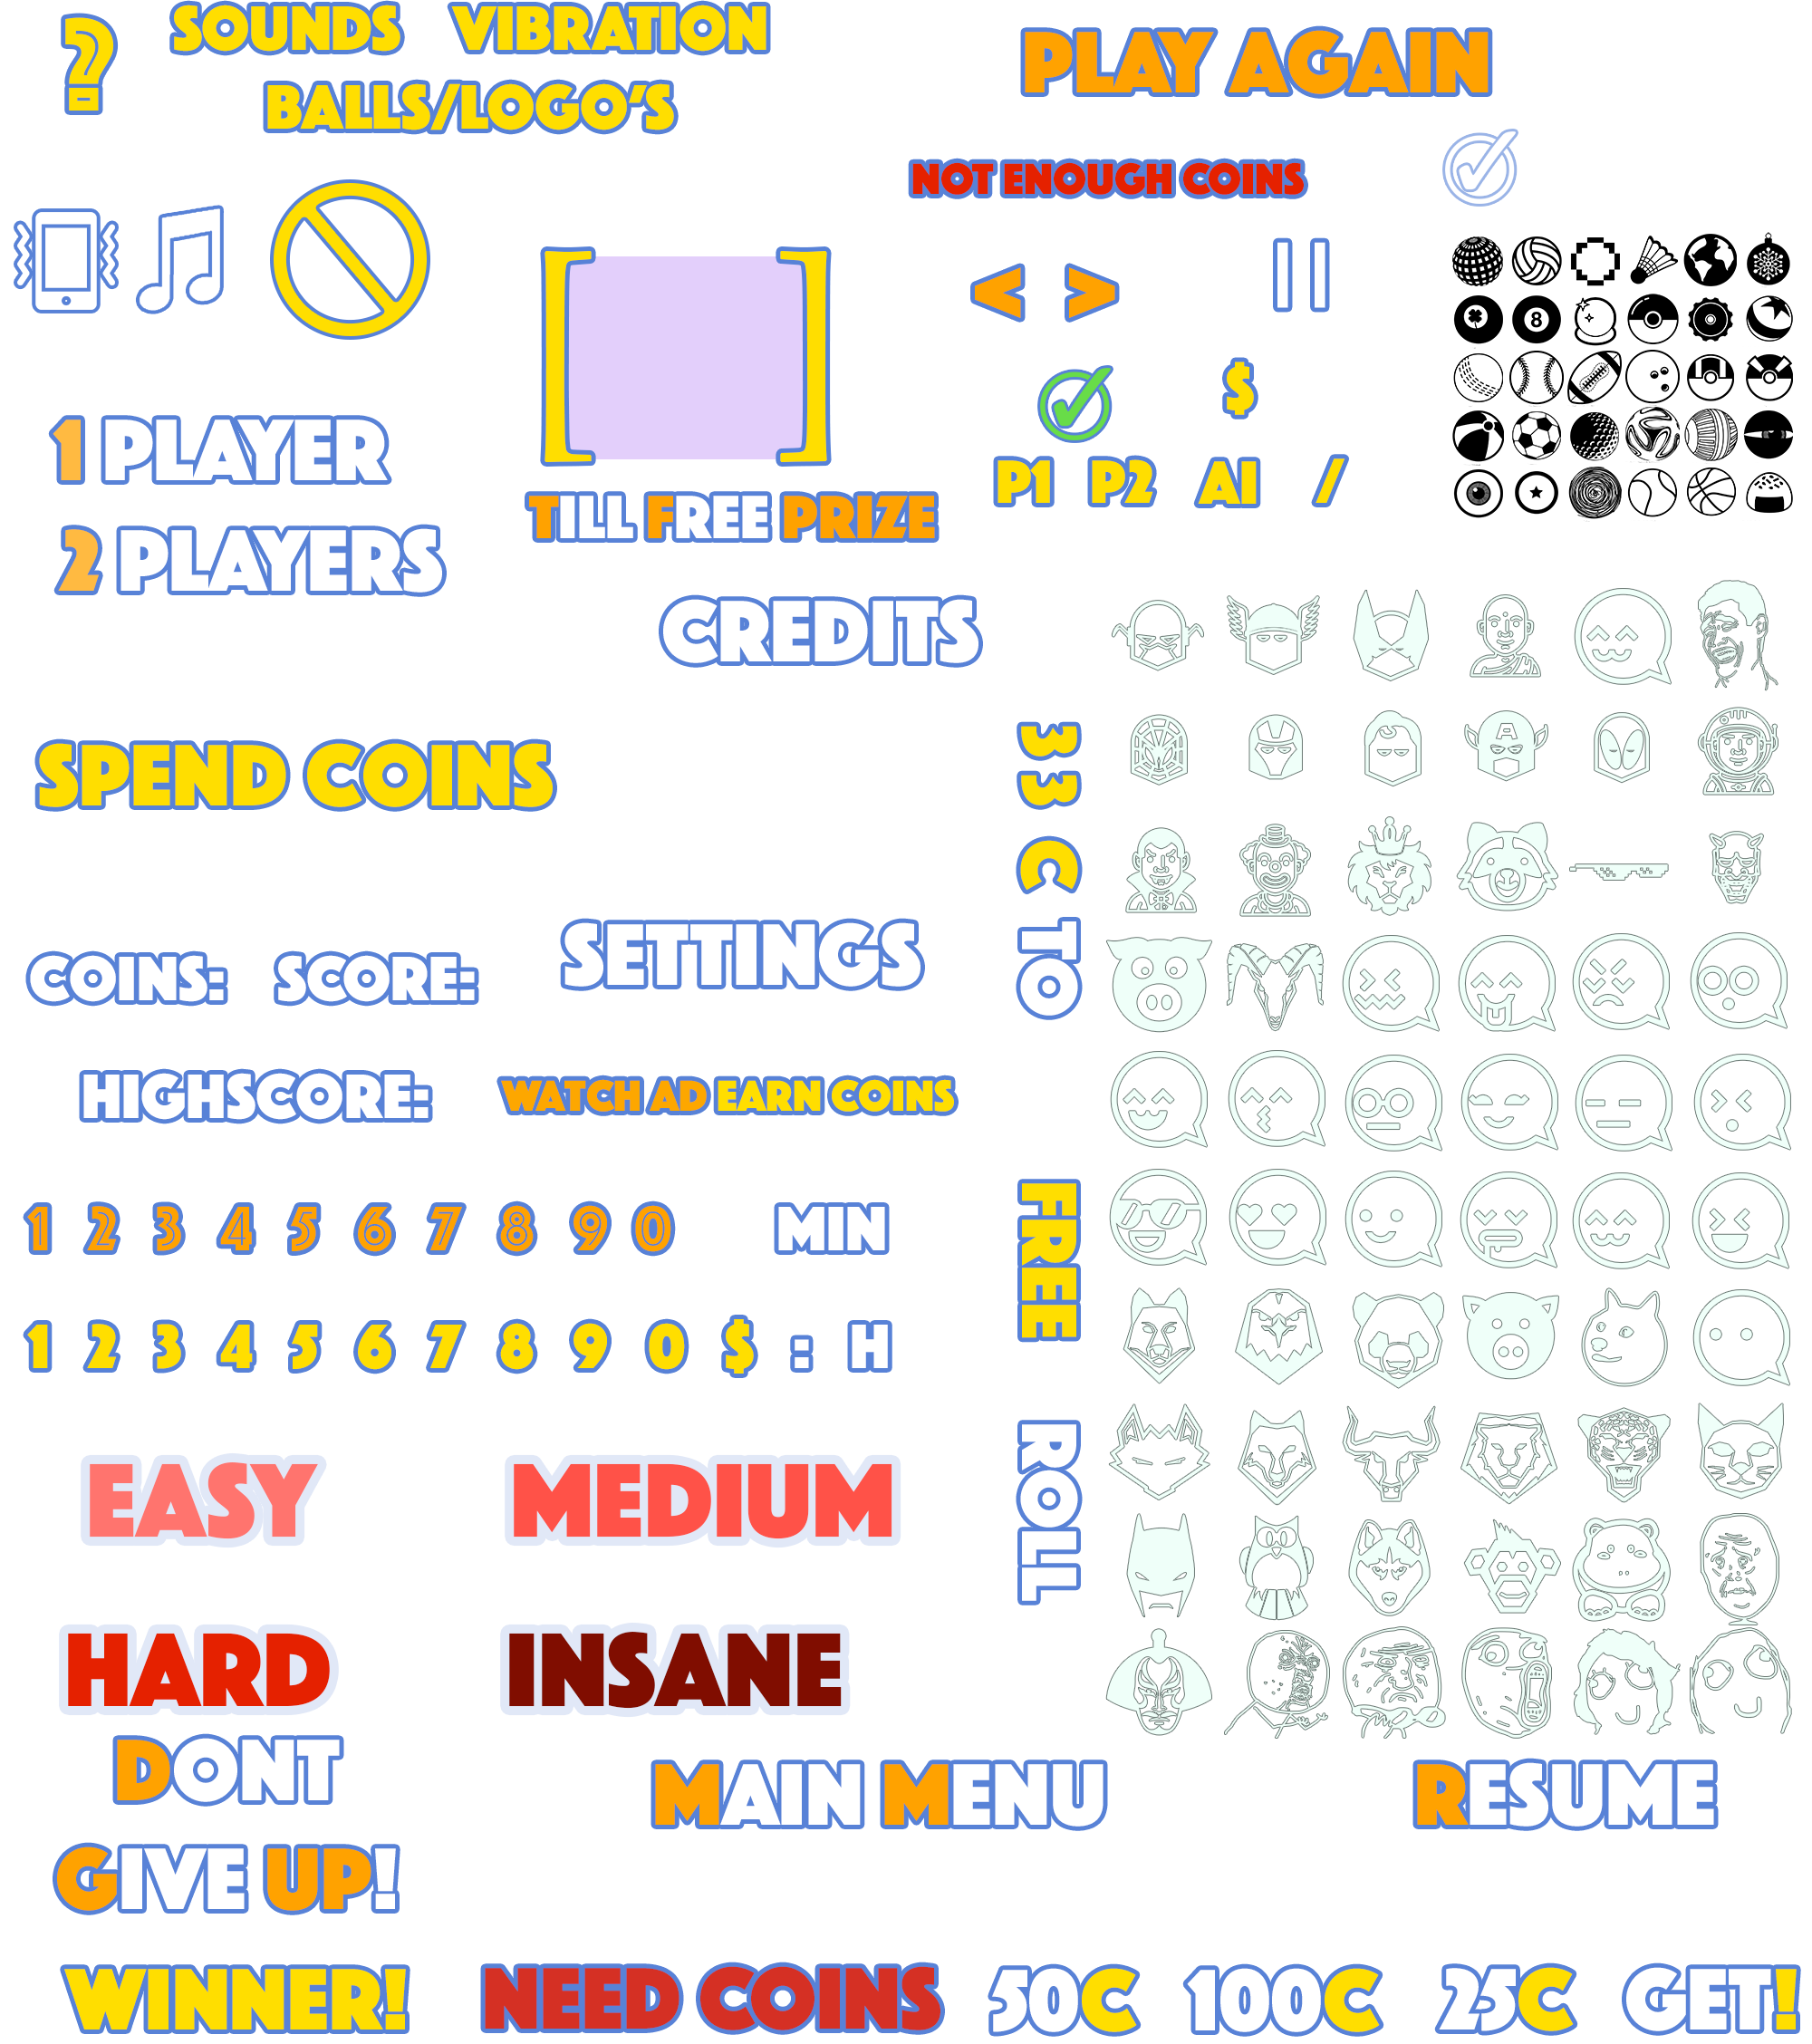 ?
SOUNDS VIBRATION
BALLS/LOGO'S
PLAY AGAIN
NOT ENOUGH COINS
[ ]
< >
8
$
1 PLAYER
P1 P2 AI /
TILL FREE PRIZE
2 PLAYERS
CREDITS
33 C TO
A
SPEND COINS
SETTINGS
COINS: SCORE:
HIGHSCORE:
WATCH AD EARN COINS
FREE
1 2 3 4 5 6 7 8 9 0 MIN
1 2 3 4 5 6 7 8 9 0 $ : H
ROLL
EASY MEDIUM
HARD INSANE
DONT
GIVE UP!
MAIN MENU
RESUME
WINNER!
NEED COINS
50C 100C 25C GET!